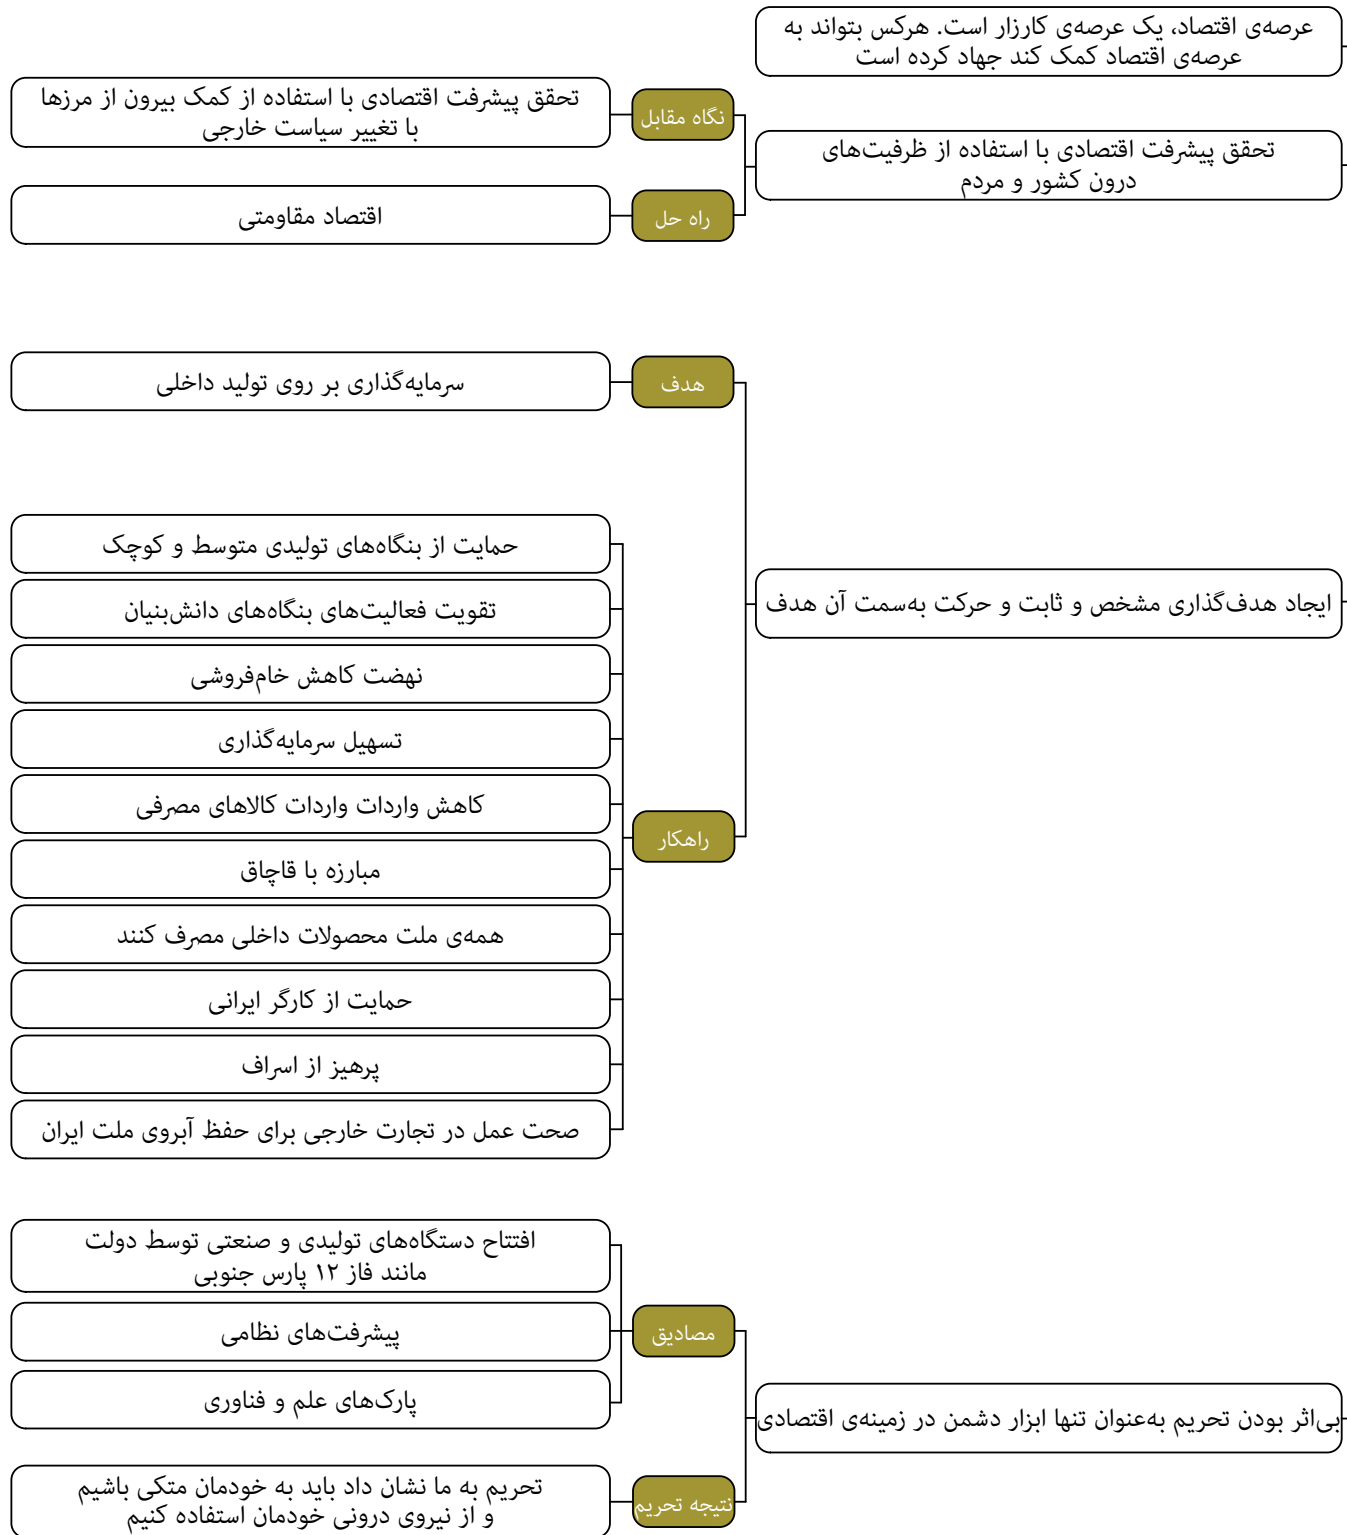 عرصه‌ی اقتصاد، یک عرصه‌ی کارزار است. هرکس بتواند به
عرصه‌ی اقتصاد کمک کند جهاد کرده است
تحقق پیشرفت اقتصادی با استفاده از ظرفیت‌های
درون کشور و مردم
نگاه مقابل
تحقق پیشرفت اقتصادی با استفاده از کمک بیرون از مرزها
با تغییر سیاست خارجی
راه حل
اقتصاد مقاومتی
ایجاد هدف‌گذاری مشخص و ثابت و حرکت به‌سمت آن هدف
هدف
سرمایه‌گذاری بر روی تولید داخلی
راهکار
حمایت از بنگاه‌های تولیدی متوسط و کوچک
تقویت فعالیت‌های بنگاه‌های دانش‌بنیان
نهضت کاهش خام‌فروشی
تسهیل سرمایه‌گذاری
کاهش واردات واردات کالاهای مصرفی
مبارزه با قاچاق
همه‌ی ملت محصولات داخلی مصرف کنند
حمایت از کارگر ایرانی
پرهیز از اسراف
صحت عمل در تجارت خارجی برای حفظ آبروی ملت ایران
بی‌اثر بودن تحریم به‌عنوان تنها ابزار دشمن در زمینه‌ی اقتصادی
مصادیق
افتتاح دستگاه‌های تولیدی و صنعتی توسط دولت
مانند فاز ۱۲ پارس جنوبی
پیشرفت‌های نظامی
پارک‌های علم و فناوری
نتیجه تحریم
تحریم به ما نشان داد باید به خودمان متکی باشیم
و از نیروی درونی خودمان استفاده کنیم